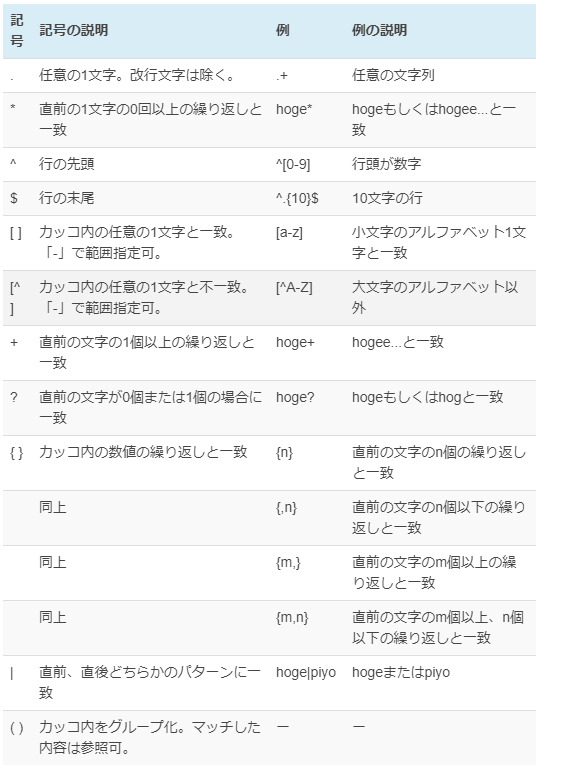 記号 記号の説明 例 例の説明
. 任意の1文字。改行文字は除く。 .+ 任意の文字列
* 直前の1文字の0回以上の繰り返しと一致 hoge* hogeもしくはhogee...と一致
^ 行の先頭 ^[0-9] 行頭が数字
$ 行の末尾 ^.{10}$ 10文字の行
[ ] カッコ内の任意の1文字と一致。「-」で範囲指定可。 [a-z] 小文字のアルファベット1文字と一致
[^ ] カッコ内の任意の1文字と不一致。「-」で範囲指定可。 [^A-Z] 大文字のアルファベット以外
+ 直前の文字の1個以上の繰り返しと一致 hoge+ hogee...と一致
? 直前の文字が0個または1個の場合に一致 hoge? hogeもしくはhogと一致
{ } カッコ内の数値の繰り返しと一致 {n} 直前の文字のn個の繰り返しと一致
同上 {,n} 直前の文字のn個以下の繰り返しと一致
同上 {m,} 直前の文字のm個以上の繰り返しと一致
同上 {m,n} 直前の文字のm個以上、n個以下の繰り返しと一致
| 直前、直後どちらかのパターンに一致 hoge|piyo hogeまたはpiyo
( ) カッコ内をグループ化。マッチした内容は参照可。 ー ー